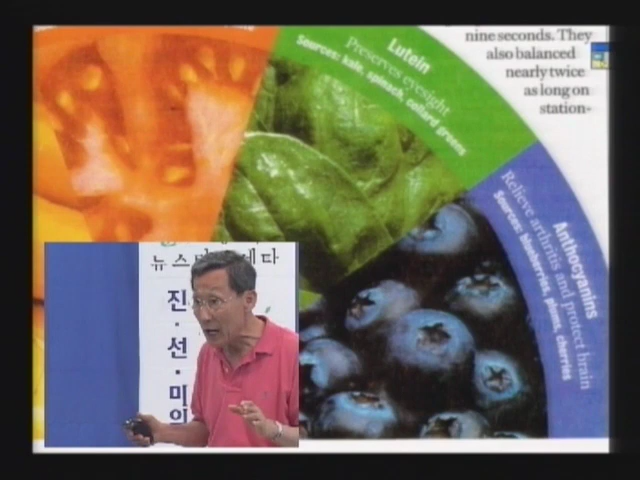 nine seconds. They
also balanced
nearly twice
as long on
station-
Lutein
Preserves eyesight
Sources: kale, spinach, collard greens
Anthocyanins
Relieve arthritis and protect brain
Sources: blueberries, plums, cherries
뉴스
진·선·미
의